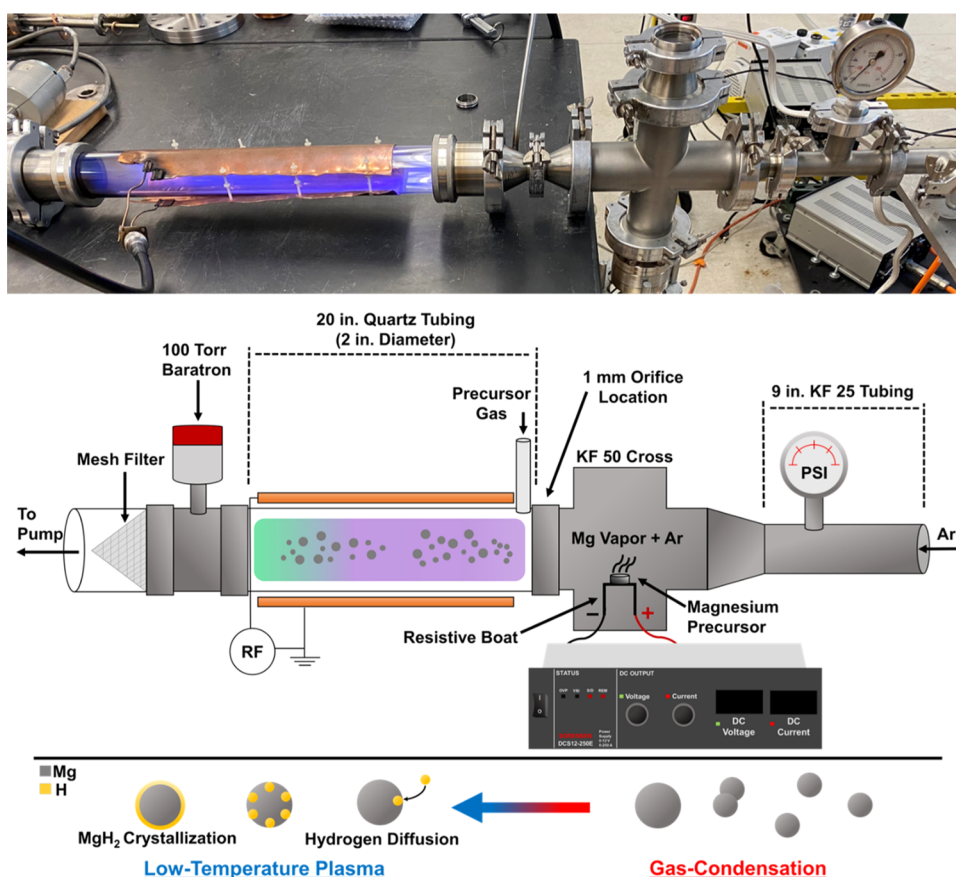 20 in. Quartz Tubing
(2 in. Diameter)
100 Torr
Baratron
Precursor
Gas
1 mm Orifice
Location
9 in. KF 25 Tubing
Mesh Filter
KF 50 Cross
PSI
To
Pump
Mg Vapor + Ar
Ar
Magnesium
Precursor
Resistive Boat
− +
RF
STATUS
DC OUTPUT
Voltage
Current
DC
Voltage
DC
Current
DCS12-250E
Power
Supply
I
O
Mg
H
MgH2 Crystallization
Hydrogen Diffusion
Low-Temperature Plasma
Gas-Condensation